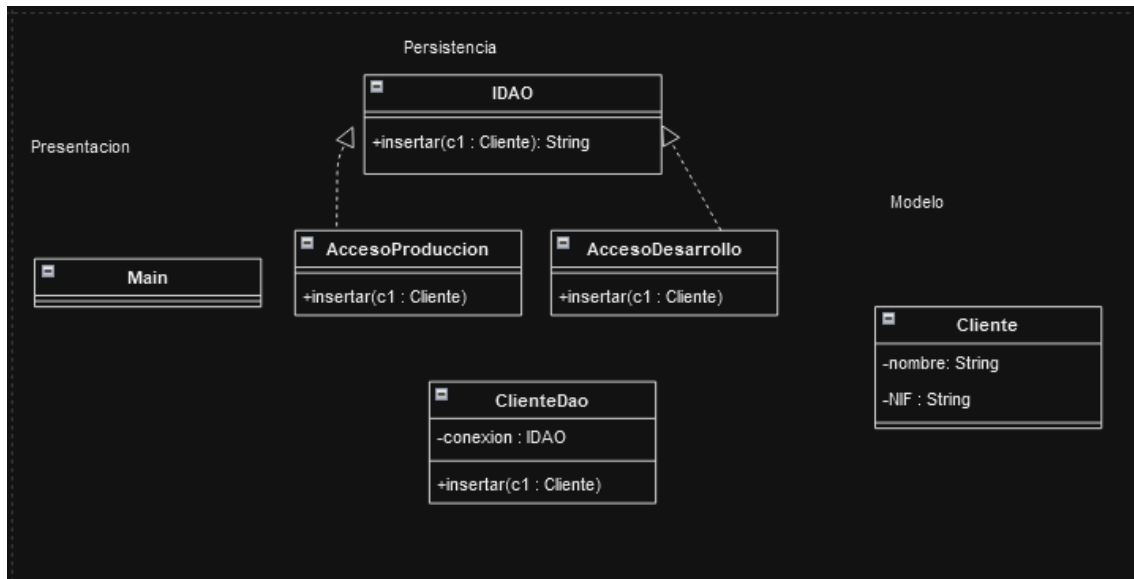 Persistencia
IDAO
+insertar(c1 : Cliente): String
Presentacion
Modelo
AccesoProduccion
+insertar(c1 : Cliente)
AccesoDesarrollo
+insertar(c1 : Cliente)
Main
Cliente
-nombre: String
-NIF : String
ClienteDao
-conexion : IDAO
+insertar(c1 : Cliente)